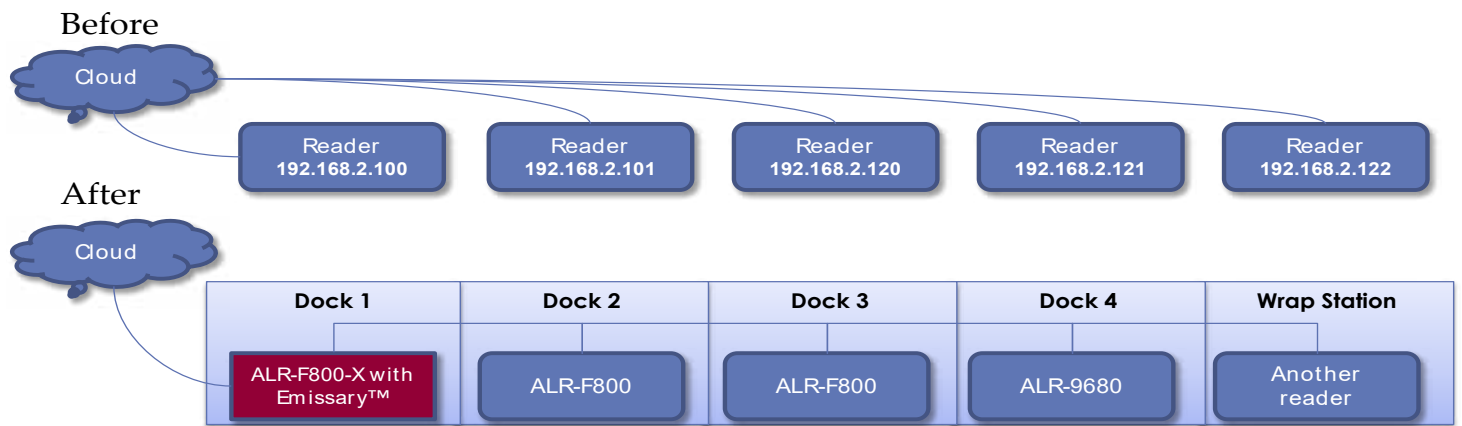 Before
Cloud
Reader
192.168.2.100
Reader
192.168.2.101
Reader
192.168.2.120
Reader
192.168.2.121
Reader
192.168.2.122
After
Cloud
Dock 1
Dock 2
Dock 3
Dock 4
Wrap Station
ALR-F800-X with
Emissary™
ALR-F800
ALR-F800
ALR-9680
Another
reader